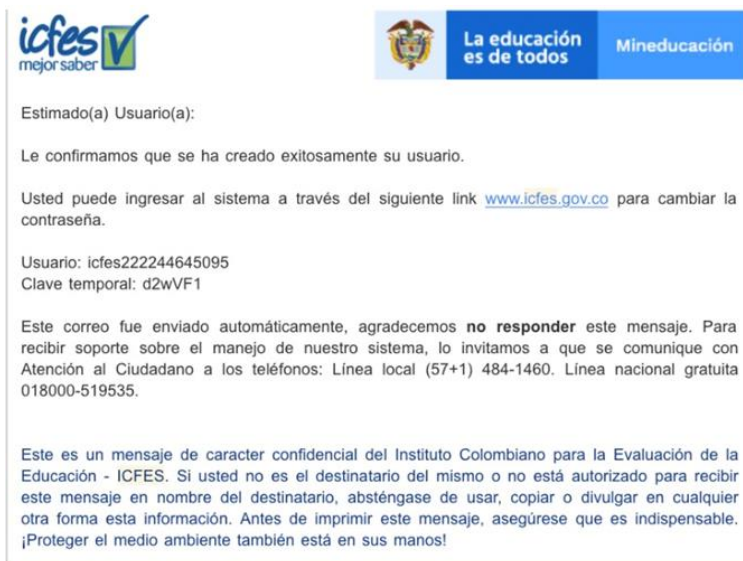 icfes
mejor saber
La educación
es de todos
Mineducación
Estimado(a) Usuario(a):
Le confirmamos que se ha creado exitosamente su usuario.
Usted puede ingresar al sistema a través del siguiente link www.icfes.gov.co para cambiar la
contraseña.
Usuario: icfes222244645095
Clave temporal: d2wVF1
Este correo fue enviado automáticamente, agradecemos no responder este mensaje. Para
recibir soporte sobre el manejo de nuestro sistema, lo invitamos a que se comunique con
Atención al Ciudadano a los teléfonos: Línea local (57+1) 484-1460. Línea nacional gratuita
018000-519535.
Este es un mensaje de caracter confidencial del Instituto Colombiano para la Evaluación de la
Educación - ICFES. Si usted no es el destinatario del mismo o no está autorizado para recibir
este mensaje en nombre del destinatario, absténgase de usar, copiar o divulgar en cualquier
otra forma esta información. Antes de imprimir este mensaje, asegúrese que es indispensable.
¡Proteger el medio ambiente también está en sus manos!